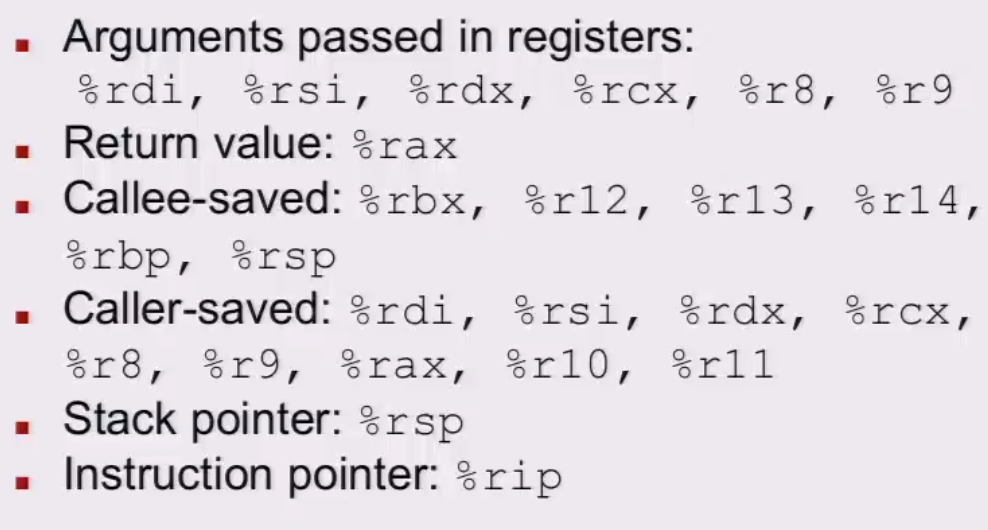 ▪ Arguments passed in registers:
%rdi, %rsi, %rdx, %rcx, %r8, %r9
▪ Return value: %rax
▪ Callee-saved: %rbx, %r12, %r13, %r14,
%rbp, %rsp
▪ Caller-saved: %rdi, %rsi, %rdx, %rcx,
%r8, %r9, %rax, %r10, %r11
▪ Stack pointer: %rsp
▪ Instruction pointer: %rip